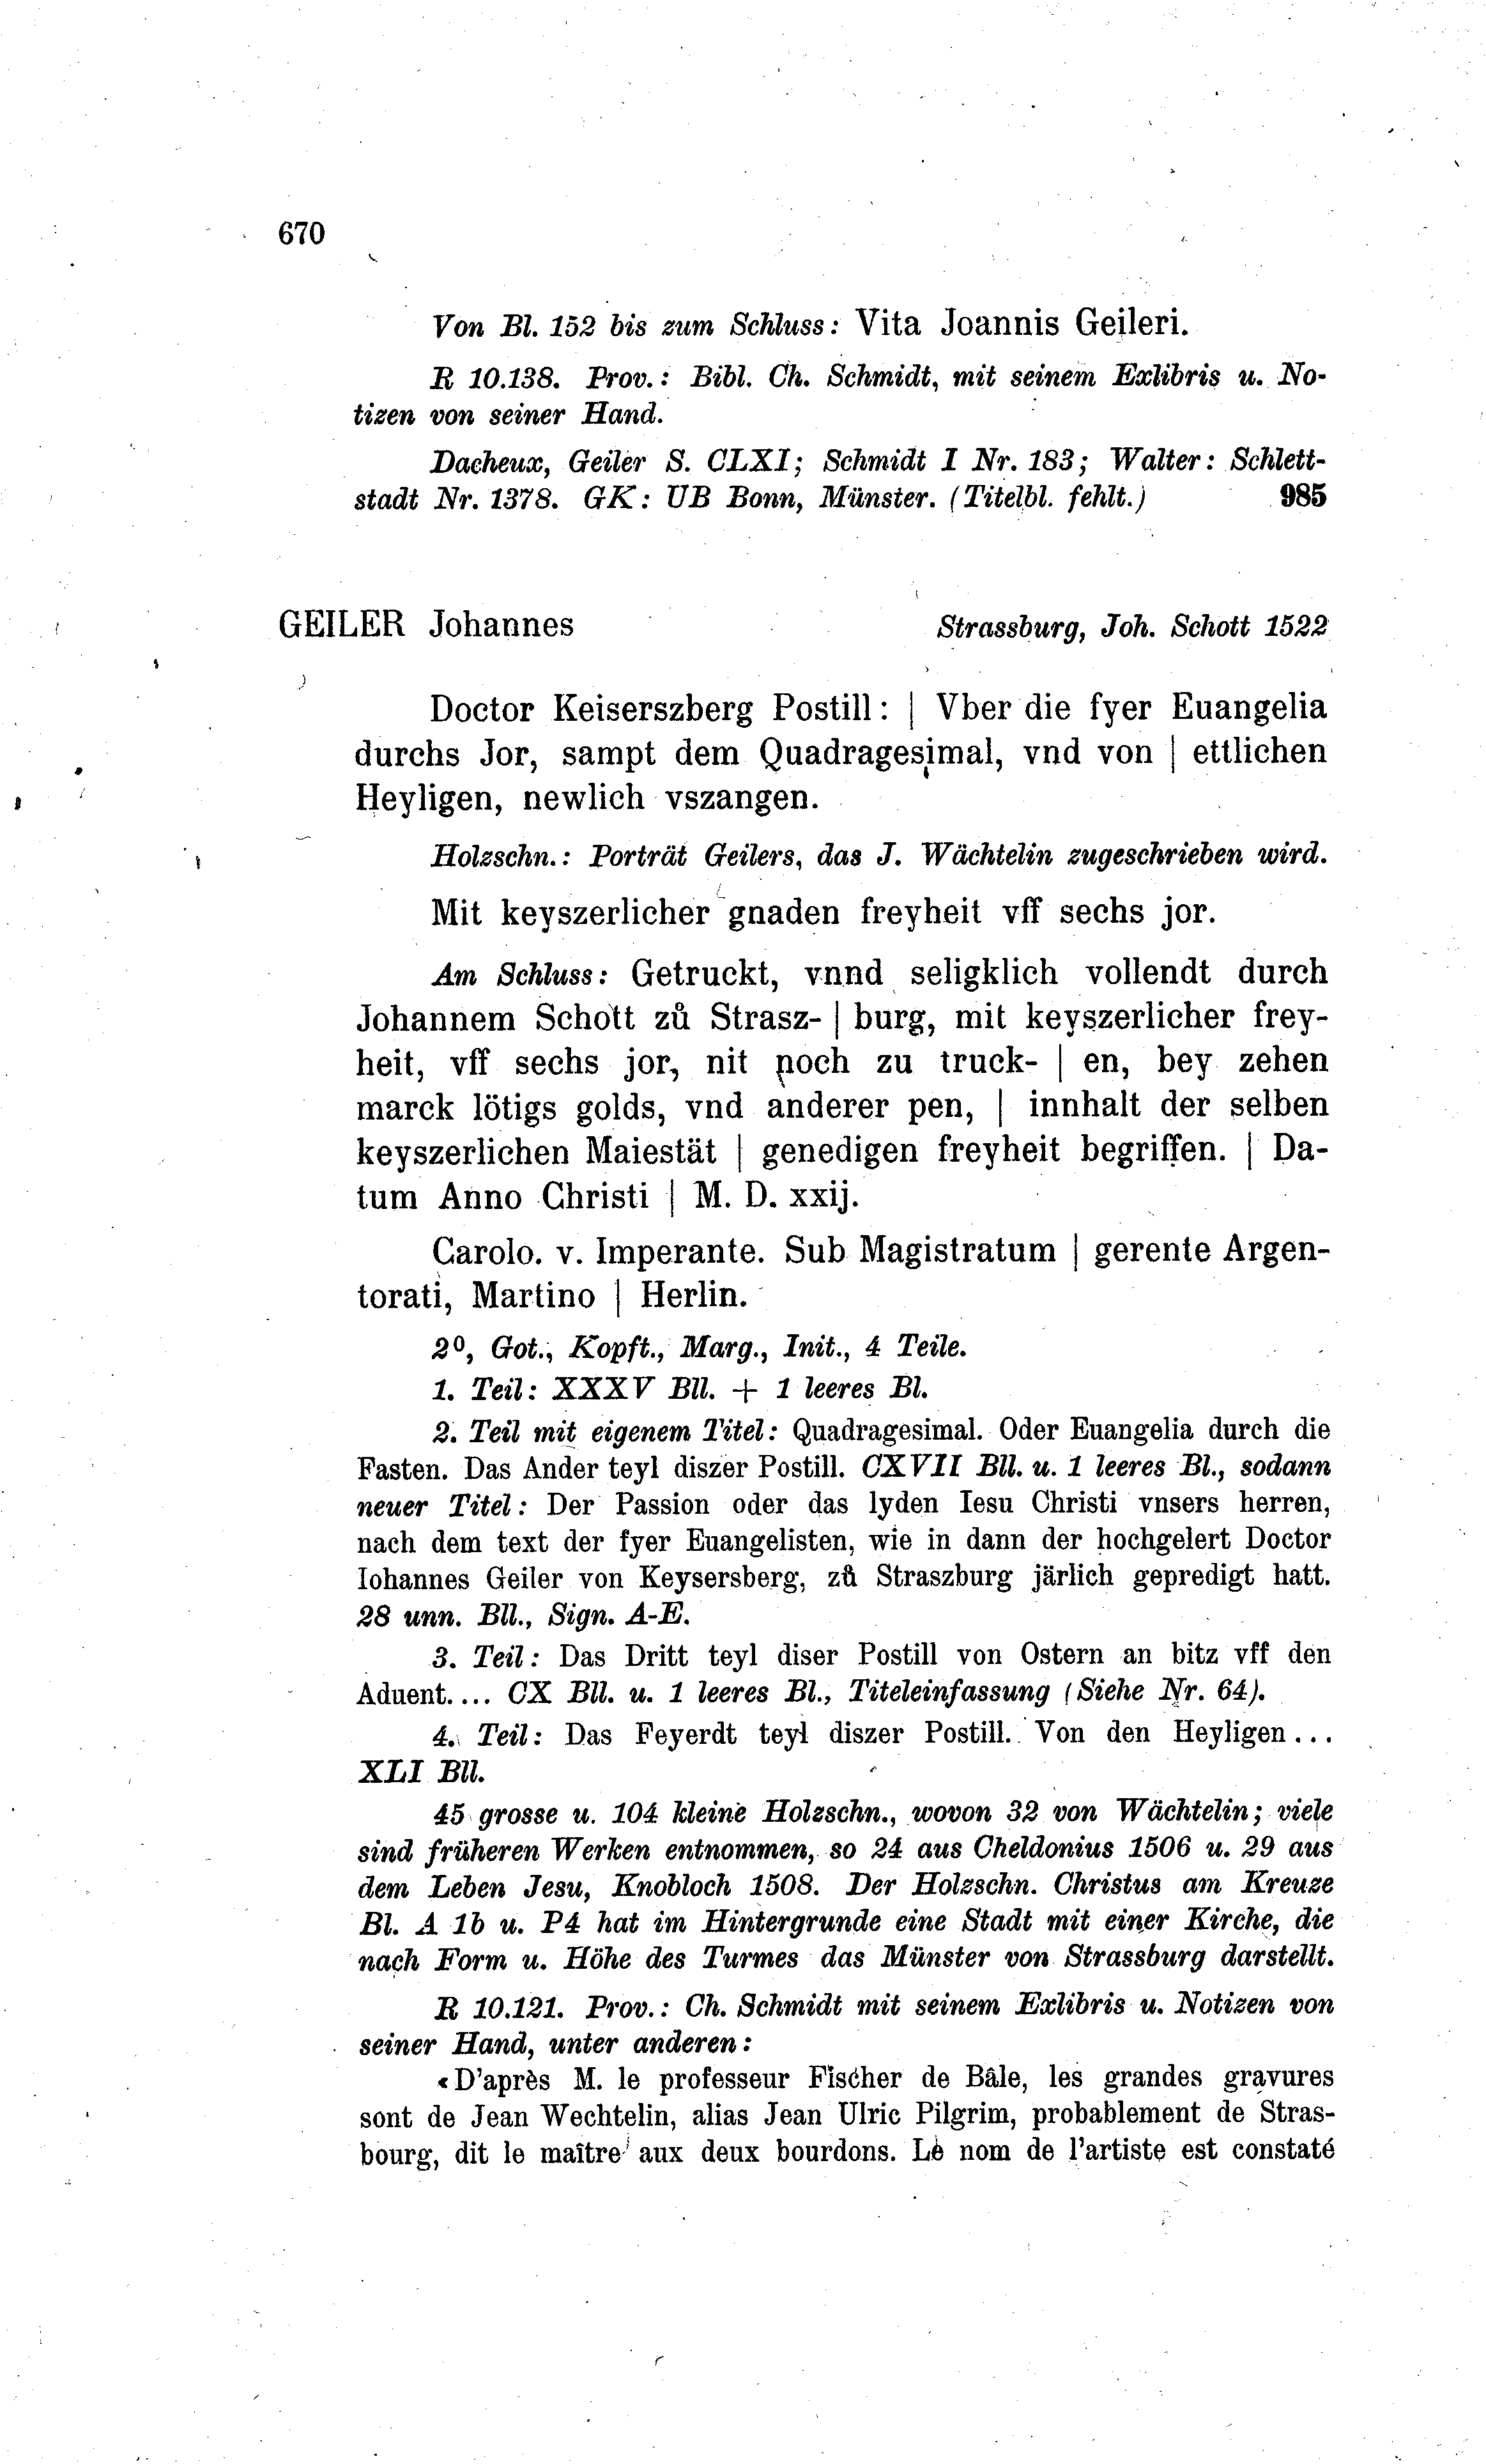 670
Von Bl. 152 bis zum Schluss: Vita Joannis Geileri.
R 10.138. Prov.: Bibl. Ch. Schmidt, mit seinem Exlibris u. No-
tizen von seiner Hand.
Dacheux, Geiler S. CLXI; Schmidt I Nr. 183; Walter: Schlett-
stadt Nr. 1378. GK: UB Bonn, Münster. (Titelbl. fehlt.) 985
GEILER Johannes Strassburg, Joh. Schott 1522
Doctor Keiserszberg Postill: | Vber die fyer Euangelia
durchs Jor, sampt dem Quadragesimal, vnd von | ettlichen
Heyligen, newlich vszangen.
Holzschn.: Porträt Geilers, das J. Wächtelin zugeschrieben wird.
Mit keyszerlicher gnaden freyheit vff sechs jor.
Am Schluss: Getruckt, vnnd seligklich vollendt durch
Johannem Schott zů Strasz- | burg, mit keyszerlicher frey-
heit, vff sechs jor, nit noch zu truck- | en, bey zehen
marck lötigs golds, vnd anderer pen, | innhalt der selben
keyszerlichen Maiestät | genedigen freyheit begriffen. | Da-
tum Anno Christi | M. D. xxij.
Carolo. v. Imperante. Sub Magistratum | gerente Argen-
torati, Martino | Herlin.
2⁰, Got., Kopft., Marg., Init., 4 Teile.
1. Teil: XXXV Bll. + 1 leeres Bl.
2. Teil mit eigenem Titel: Quadragesimal. Oder Euangelia durch die
Fasten. Das Ander teyl diszer Postill. CXVII Bll. u. 1 leeres Bl., sodann
neuer Titel: Der Passion oder das lyden Iesu Christi vnsers herren,
nach dem text der fyer Euangelisten, wie in dann der hochgelert Doctor
Iohannes Geiler von Keysersberg, zů Straszburg järlich gepredigt hatt.
28 unn. Bll., Sign. A-E.
3. Teil: Das Dritt teyl diser Postill von Ostern an bitz vff den
Aduent.... CX Bll. u. 1 leeres Bl., Titeleinfassung (Siehe Nr. 64).
4. Teil: Das Feyerdt teyl diszer Postill. Von den Heyligen...
XLI Bll.
45 grosse u. 104 kleine Holzschn., wovon 32 von Wächtelin; viele
sind früheren Werken entnommen, so 24 aus Cheldonius 1506 u. 29 aus
dem Leben Jesu, Knobloch 1508. Der Holzschn. Christus am Kreuze
Bl. A 1b u. P4 hat im Hintergrunde eine Stadt mit einer Kirche, die
nach Form u. Höhe des Turmes das Münster von Strassburg darstellt.
R 10.121. Prov.: Ch. Schmidt mit seinem Exlibris u. Notizen von
seiner Hand, unter anderen:
«D'après M. le professeur Fischer de Bâle, les grandes gravures
sont de Jean Wechtelin, alias Jean Ulric Pilgrim, probablement de Stras-
bourg, dit le maître aux deux bourdons. Le nom de l'artiste est constaté